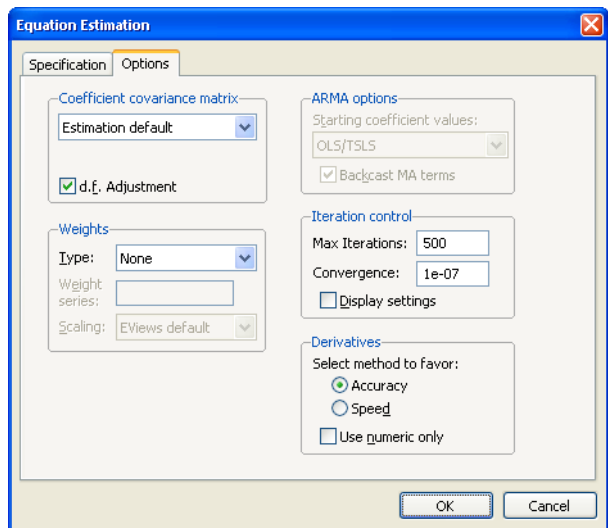 Equation Estimation
Specification
Options
Coefficient covariance matrix
Estimation default
d.f. Adjustment
Weights
Type: None
Weight
series:
Scaling: EViews default
ARMA options
Starting coefficient values:
OLS/TSLS
Backcast MA terms
Iteration control
Max Iterations: 500
Convergence: 1e-07
Display settings
Derivatives
Select method to favor:
Accuracy
Speed
Use numeric only
OK
Cancel